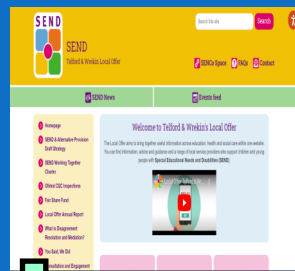 SEND
Search this site
Search
SEND
Telford & Wrekin Local Offer
SENCo Space
FAQs
Contact
SEND News
Events feed
Homepage
SEND & Alternative Provision
Draft Strategy
SEND Working Together
Charter
Ofsted CQC Inspections
Fair Share Fund
Local Offer Annual Report
What is Disagreement
Resolution and Mediation?
You Said, We Did
Consultation and Engagement
Welcome to Telford & Wrekin's Local Offer
The Local Offer aims to bring together useful information across education, health and social care within one website.
You can find information, advice and guidance and a range of local service providers who support children and young
people with Special Educational Needs and Disabilities (SEND).